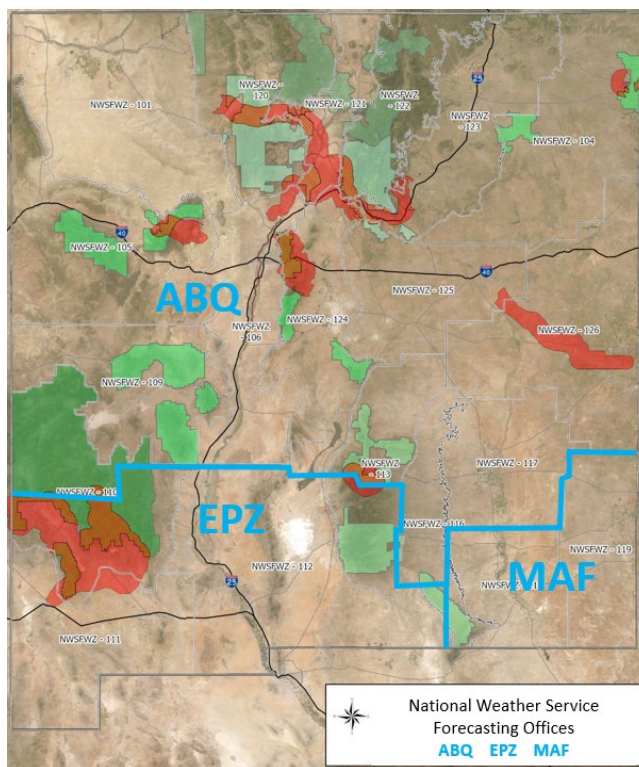 NWSFWZ -
120
NWSFWZ - 101
NWSFWZ - 121
NWSFWZ
- 122
NWSFWZ
- 123
25
NWSFWZ - 104
40
NWSFWZ - 105
ABQ
NWSFWZ - 125
40
NWSFWZ
- 106
NWSFWZ - 124
NWSFWZ - 126
NWSFWZ - 109
NWSFWZ
- 113
NWSFWZ - 117
NWSFWZ - 110
EPZ
NWSFWZ - 116
NWSFWZ - 119
NWSFWZ - 112
MAF
25
NWSFWZ - 111
National Weather Service
Forecasting Offices
ABQ EPZ MAF